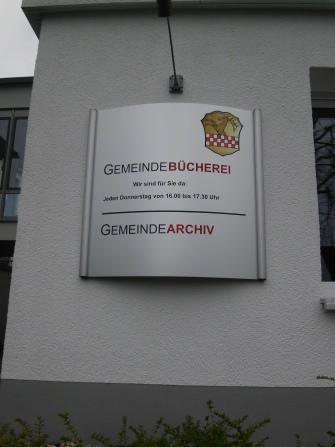 GEMEINDEBÜCHEREI
Wir sind für Sie da:
Jeden Donnerstag von 16.00 bis 17.30 Uhr
GEMEINDEARCHIV